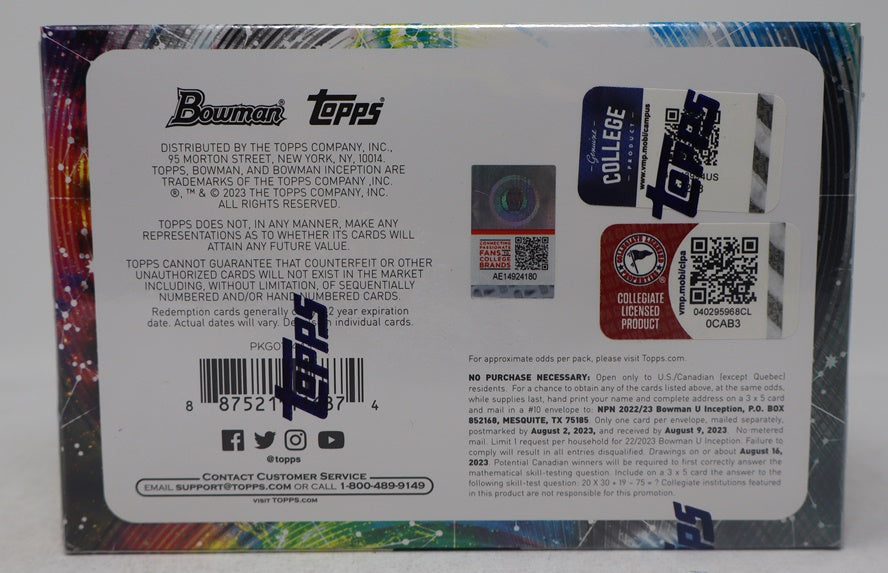 Bowman® TOPPS®
DISTRIBUTED BY THE TOPPS COMPANY, INC.,
95 MORTON STREET, NEW YORK, NY, 10014.
TOPPS, BOWMAN, AND BOWMAN INCEPTION ARE
TRADEMARKS OF THE TOPPS COMPANY ,INC.
®, ™ & © 2023 THE TOPPS COMPANY, INC.
ALL RIGHTS RESERVED.
TOPPS DOES NOT, IN ANY MANNER, MAKE ANY
REPRESENTATIONS AS TO WHETHER ITS CARDS WILL
ATTAIN ANY FUTURE VALUE.
TOPPS CANNOT GUARANTEE THAT COUNTERFEIT OR OTHER
UNAUTHORIZED CARDS WILL NOT EXIST IN THE MARKET
INCLUDING, WITHOUT LIMITATION, OF SEQUENTIALLY
NUMBERED AND/OR HAND NUMBERED CARDS.
Redemption cards generally 2 year expiration
date. Actual dates will vary. individual cards.
TOPPS
8 4
@topps
CONTACT CUSTOMER SERVICE
EMAIL SUPPORT@TOPPS.COM OR CALL 1-800-489-9149
VISIT TOPPS.COM
CONNECTING
PASSIONATE
FANS TO
COLLEGE
BRANDS
AE14924180
Genuine
COLLEGE
PRODUCT
www.vmp.mobi/campus
TOPPS
COLLEGIATE LICENSED PROPERTIES
COLLEGIATE
LICENSED
PRODUCT
vmp.mobi/cpa
040295968CL
0CAB3
For approximate odds per pack, please visit Topps.com.
NO PURCHASE NECESSARY: Open only to U.S./Canadian (except Quebec)
residents. For a chance to obtain any of the cards listed above, at the same odds,
while supplies last, hand print your name and complete address on a 3 x 5 card
and mail in a #10 envelope to: NPN 2022/23 Bowman U Inception, P.O. BOX
852168, MESQUITE, TX 75185. Only one card per envelope, mailed separately,
postmarked by August 2, 2023, and received by August 9, 2023. No metered
mail. Limit 1 request per household for 22/2023 Bowman U Inception. Failure to
comply will result in all entries disqualified. Drawings on or about August 16,
2023. Potential Canadian winners will be required to first correctly answer the
mathematical skill-testing question. Include on a 3 x 5 card the answer to the
following skill-test question: 20 X 30 + 19 - 75 = ? Collegiate institutions featured
in this product are not responsible for this promotion.
TOPPS